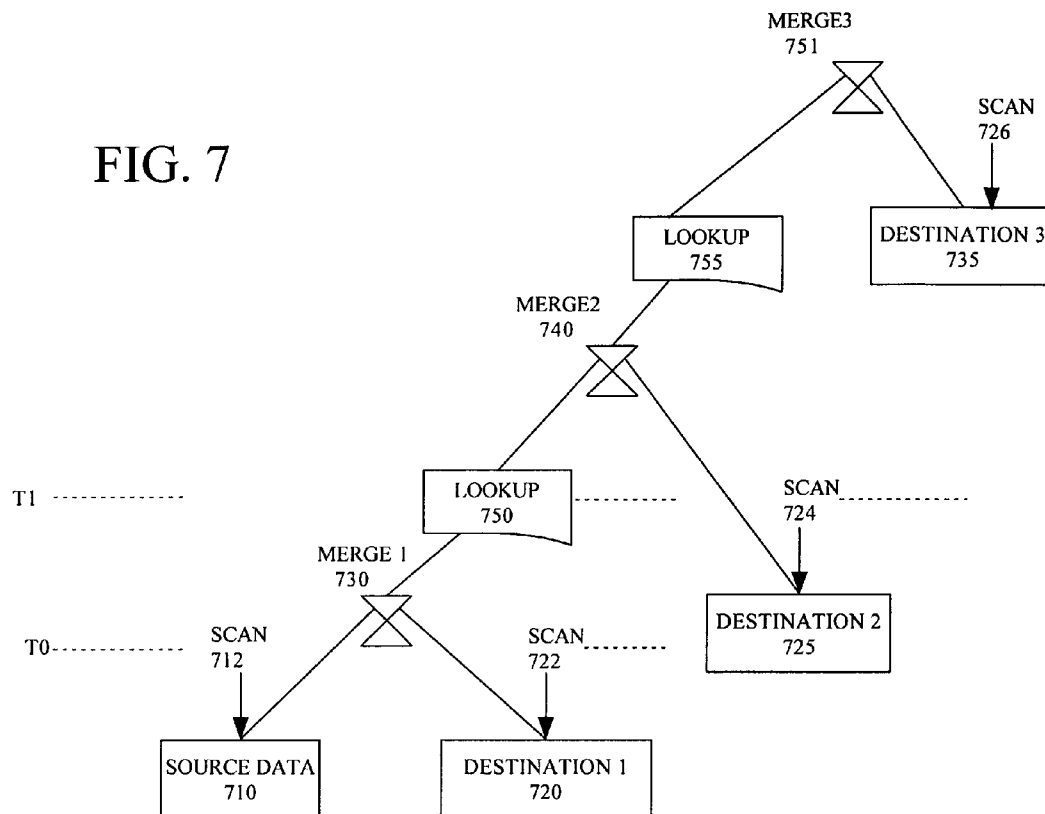 MERGE3
751
SCAN
726
FIG. 7
LOOKUP
755
DESTINATION 3
735
MERGE2
740
T1
LOOKUP
750
SCAN
724
MERGE 1
730
DESTINATION 2
725
T0
SCAN
712
SCAN
722
SOURCE DATA
710
DESTINATION 1
720